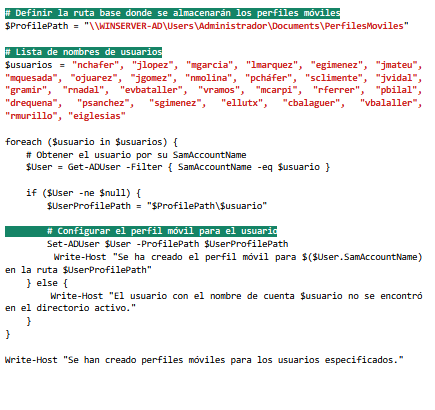 # Definir la ruta base donde se almacenarán los perfiles móviles
$ProfilePath = "\\WINSERVER-AD\Users\Administrador\Documents\PerfilesMoviles"
# Lista de nombres de usuarios
$usuarios = "nchafer", "jlopez", "mgarcia", "lmarquez", "egimenez", "jmateu",
"mquesada", "ojuarez", "jgomez", "nmolina", "pcháfer", "sclimente", "jvidal",
"gramir", "rnadal", "evbataller", "vramos", "mcarpi", "rferrer", "pbilal",
"drequena", "psanchez", "sgimenez", "ellutx", "cbalaguer", "vbalaller",
"rmurillo", "eiglesias"
foreach ($usuario in $usuarios) {
# Obtener el usuario por su SamAccountName
$User = Get-ADUser -Filter { SamAccountName -eq $usuario }
if ($User -ne $null) {
$UserProfilePath = "$ProfilePath\$usuario"
# Configurar el perfil móvil para el usuario
Set-ADUser $User -ProfilePath $UserProfilePath
Write-Host "Se ha creado el perfil móvil para $($User.SamAccountName)
en la ruta $UserProfilePath"
} else {
Write-Host "El usuario con el nombre de cuenta $usuario no se encontró
en el directorio activo."
}
}
Write-Host "Se han creado perfiles móviles para los usuarios especificados."